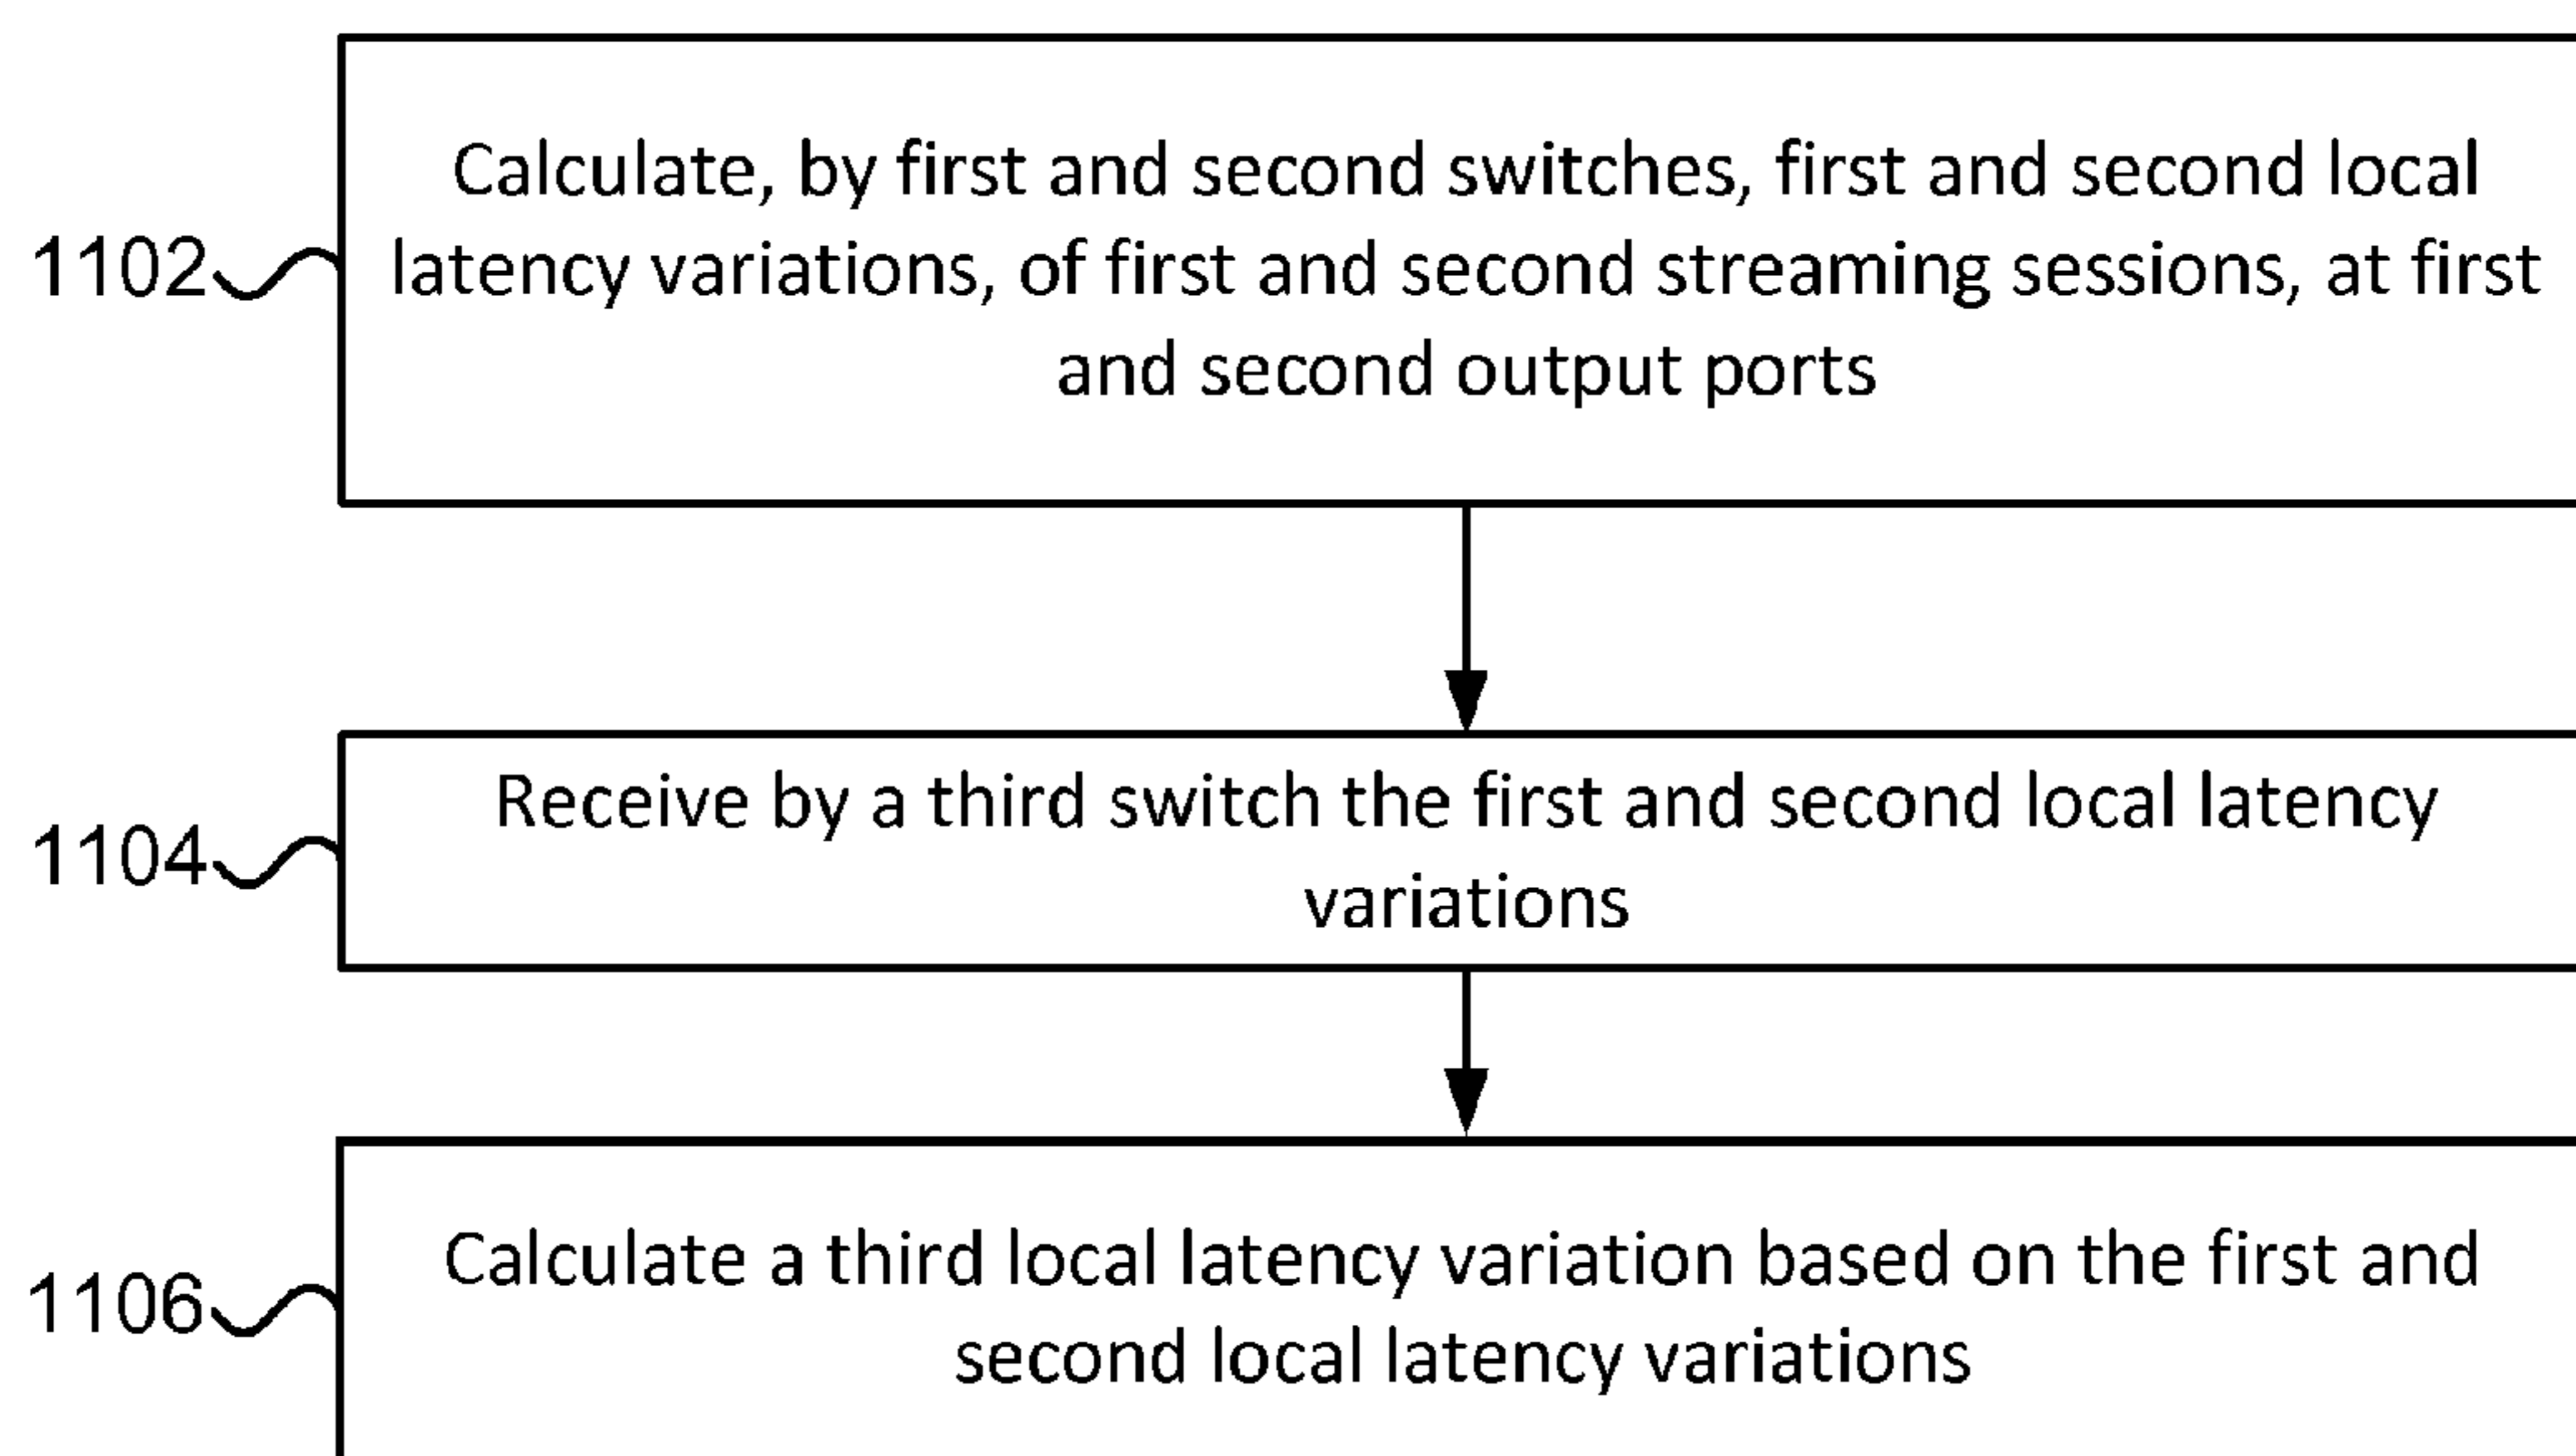 Calculate, by first and second switches, first and second local
1102
latency variations, of first and second streaming sessions, at first
and second output ports
Receive by a third switch the first and second local latency
1104
variations
Calculate a third local latency variation based on the first and
1106
second local latency variations